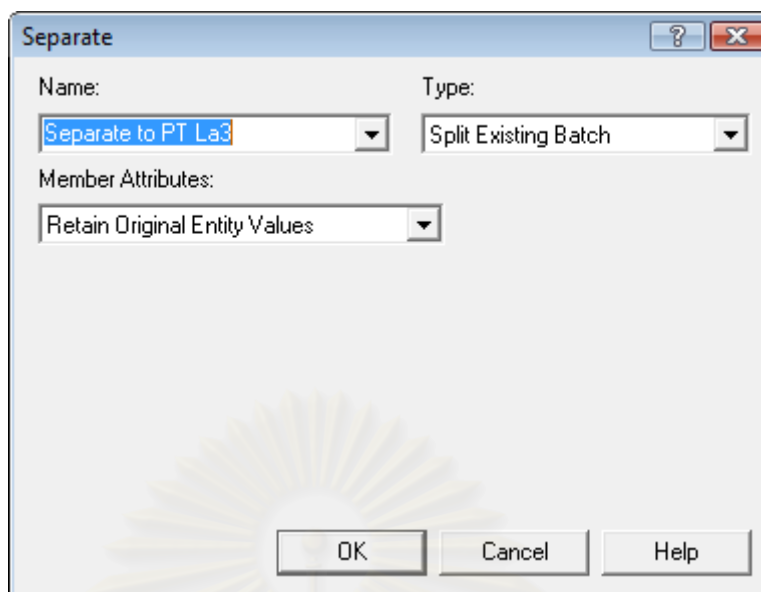 Separate
Name:
Type:
Separate to PT La3
Split Existing Batch
Member Attributes:
Retain Original Entity Values
OK
Cancel
Help